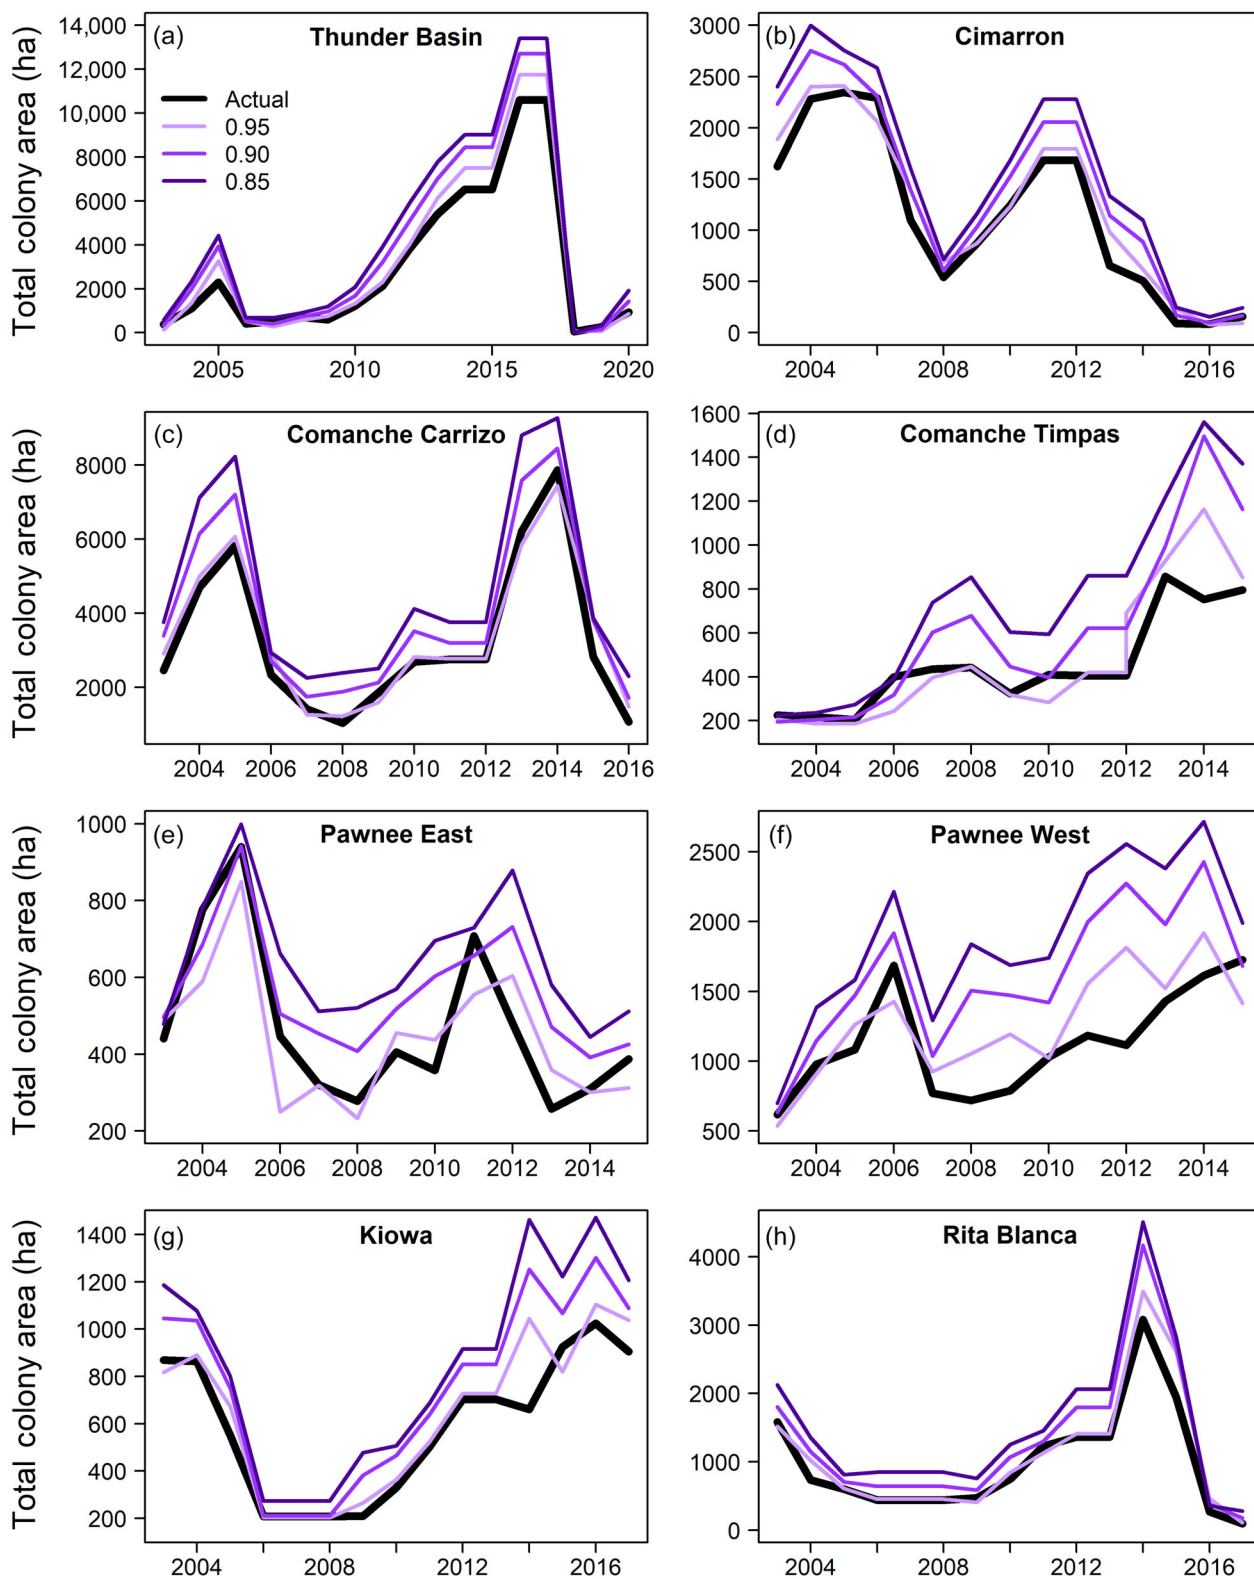 Total colony area (ha)
(a) Thunder Basin
14,000
12,000
10,000
8000
6000
4000
2000
0
Actual
0.95
0.90
0.85
2005 2010 2015 2020
(b) Cimarron
3000
2500
2000
1500
1000
500
0
2004 2008 2012 2016
Total colony area (ha)
(c) Comanche Carrizo
8000
6000
4000
2000
2004 2006 2008 2010 2012 2014 2016
(d) Comanche Timpas
1600
1400
1200
1000
800
600
400
200
2004 2006 2008 2010 2012 2014
Total colony area (ha)
(e) Pawnee East
1000
800
600
400
200
2004 2006 2008 2010 2012 2014
(f) Pawnee West
2500
2000
1500
1000
500
2004 2006 2008 2010 2012 2014
Total colony area (ha)
(g) Kiowa
1400
1200
1000
800
600
400
200
2004 2008 2012 2016
(h) Rita Blanca
4000
3000
2000
1000
0
2004 2008 2012 2016